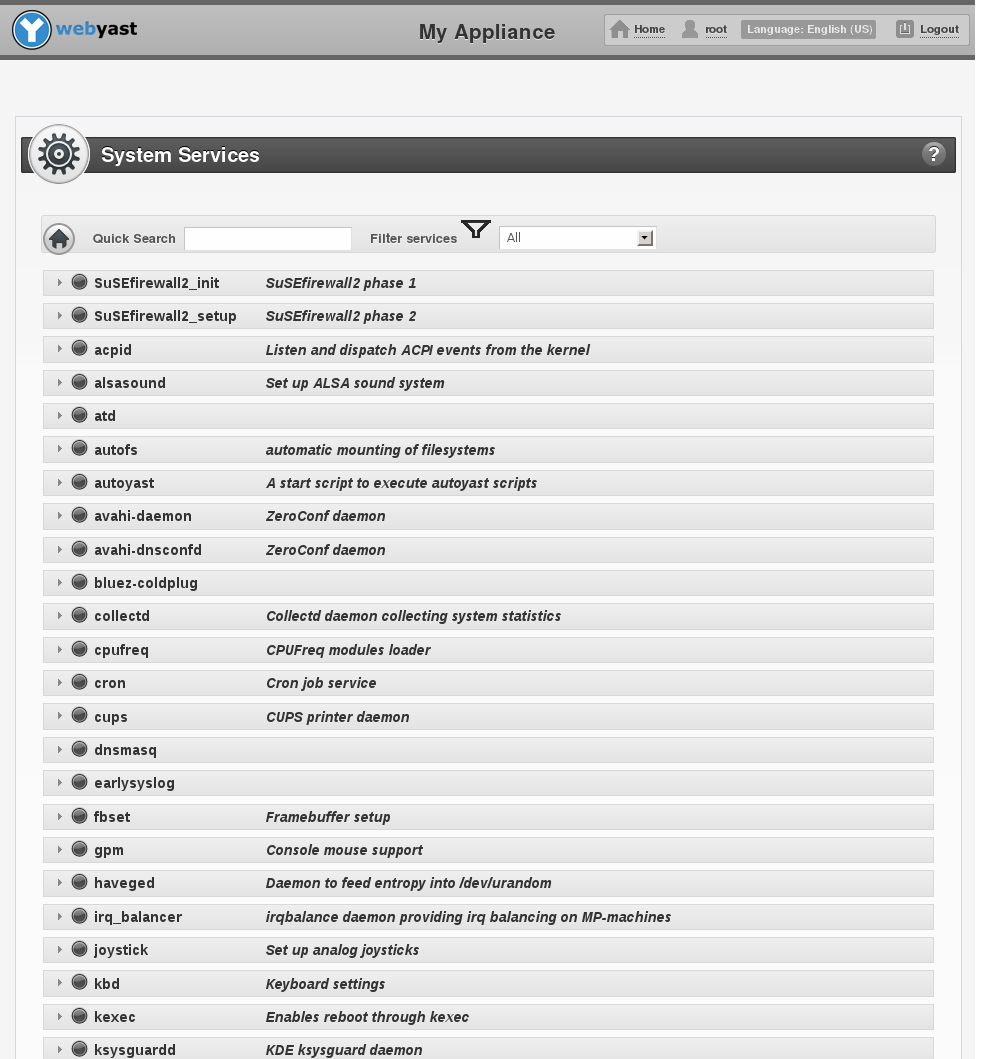 webyast My Appliance Home root Language: English (US) Logout
System Services ?
Quick Search Filter services All
SuSEfirewall2_init SuSEfirewall2 phase 1
SuSEfirewall2_setup SuSEfirewall2 phase 2
acpid Listen and dispatch ACPI events from the kernel
alsasound Set up ALSA sound system
atd
autofs automatic mounting of filesystems
autoyast A start script to execute autoyast scripts
avahi-daemon ZeroConf daemon
avahi-dnsconfd ZeroConf daemon
bluez-coldplug
collectd Collectd daemon collecting system statistics
cpufreq CPUFreq modules loader
cron Cron job service
cups CUPS printer daemon
dnsmasq
earlysyslog
fbset Framebuffer setup
gpm Console mouse support
haveged Daemon to feed entropy into /dev/urandom
irq_balancer irqbalance daemon providing irq balancing on MP-machines
joystick Set up analog joysticks
kbd Keyboard settings
kexec Enables reboot through kexec
ksysguardd KDE ksysguard daemon